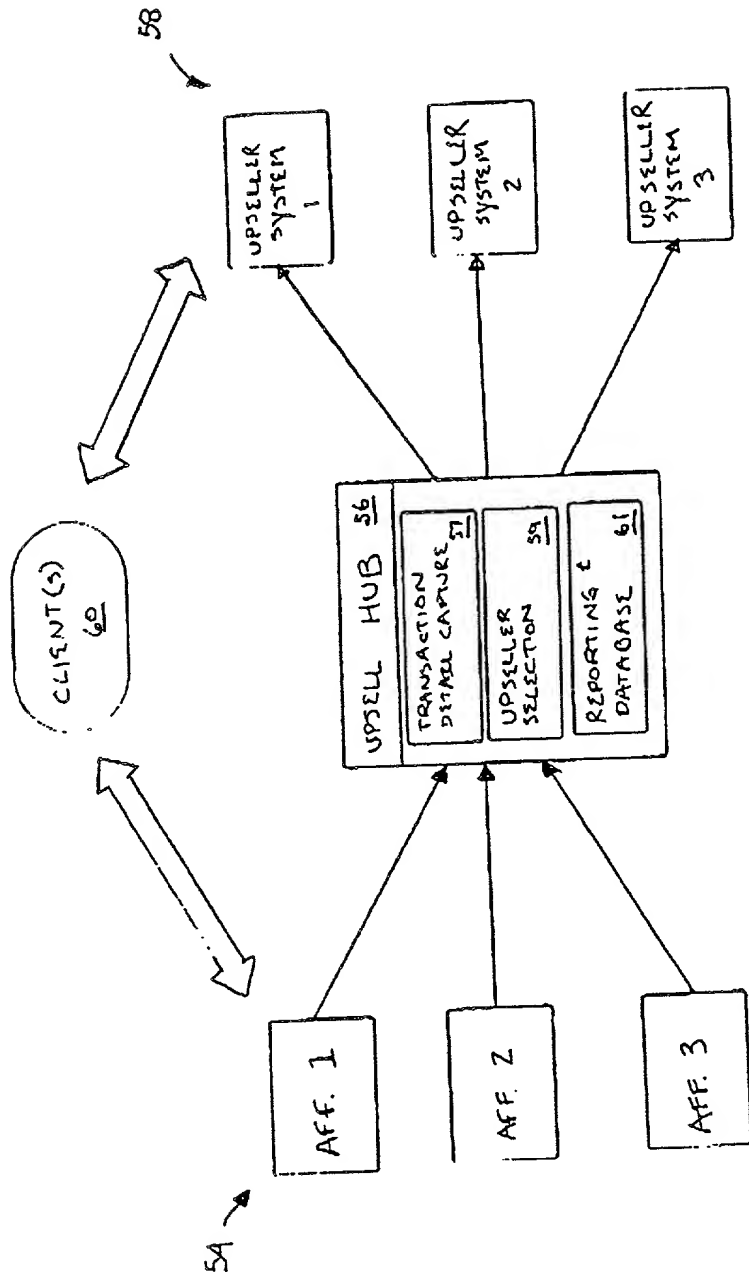 CLIENT(S)
60
54
58
AFF. 1
AFF. 2
AFF. 3
UPSELL HUB 56
TRANSACTION
DETAIL CAPTURE 57
UPSELLER
SELECTION 59
REPORTING &
DATABASE 61
UPSELLER
SYSTEM
1
UPSELLER
SYSTEM
2
UPSELLER
SYSTEM
3